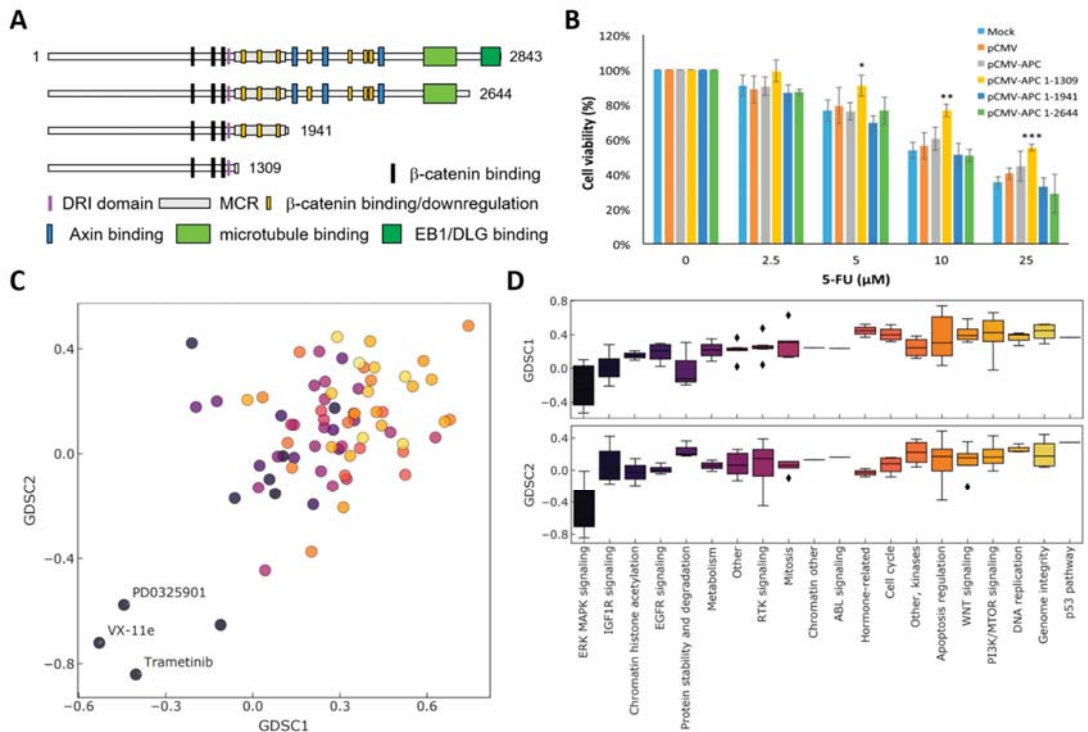 A
1
2843
2644
1941
1309
β-catenin binding
DRI domain
MCR
β-catenin binding/downregulation
Axin binding
microtubule binding
EB1/DLG binding
B
120%
100%
80%
60%
40%
20%
0%
Cell viability (%)
0
2.5
5
10
25
5-FU (μM)
*
**
***
Mock
pCMV
pCMV-APC
pCMV-APC 1-1309
pCMV-APC 1-1941
pCMV-APC 1-2644
C
0.4
0.0
−0.4
−0.8
GDSC2
PD0325901
VX-11e
Trametinib
−0.6
−0.3
0.0
0.3
0.6
GDSC1
D
GDSC1
0.4
0.0
−0.4
GDSC2
0.4
0.0
−0.8
ERK MAPK signaling
IGF1R signaling
Chromatin histone acetylation
EGFR signaling
Protein stability and degradation
Metabolism
Other
RTK signaling
Mitosis
Chromatin other
ABL signaling
Hormone-related
Cell cycle
Other, kinases
Apoptosis regulation
WNT signaling
PI3K/MTOR signaling
DNA replication
Genome integrity
p53 pathway